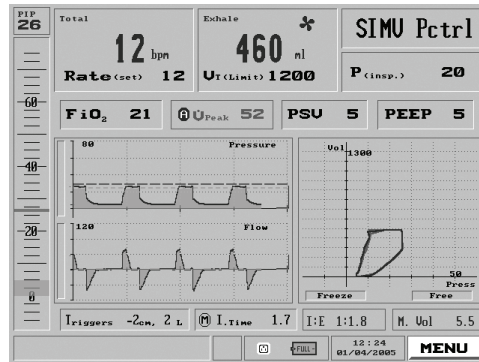 PIP
26
Total
12 bpm
Rate(set) 12
Exhale
460 ml
VT(Limit) 1200
SIMV Pctrl
P(insp.) 20
FiO2 21
A VPeak 52
PSV 5
PEEP 5
60
40
20
0
80 Pressure
120 Flow
Vol 1300
50
Press
Freeze
Free
Triggers -2cm, 2 L
M I.Time 1.7
I:E 1:1.8
M. Vol 5.5
FULL
12:24
01/04/2005
MENU